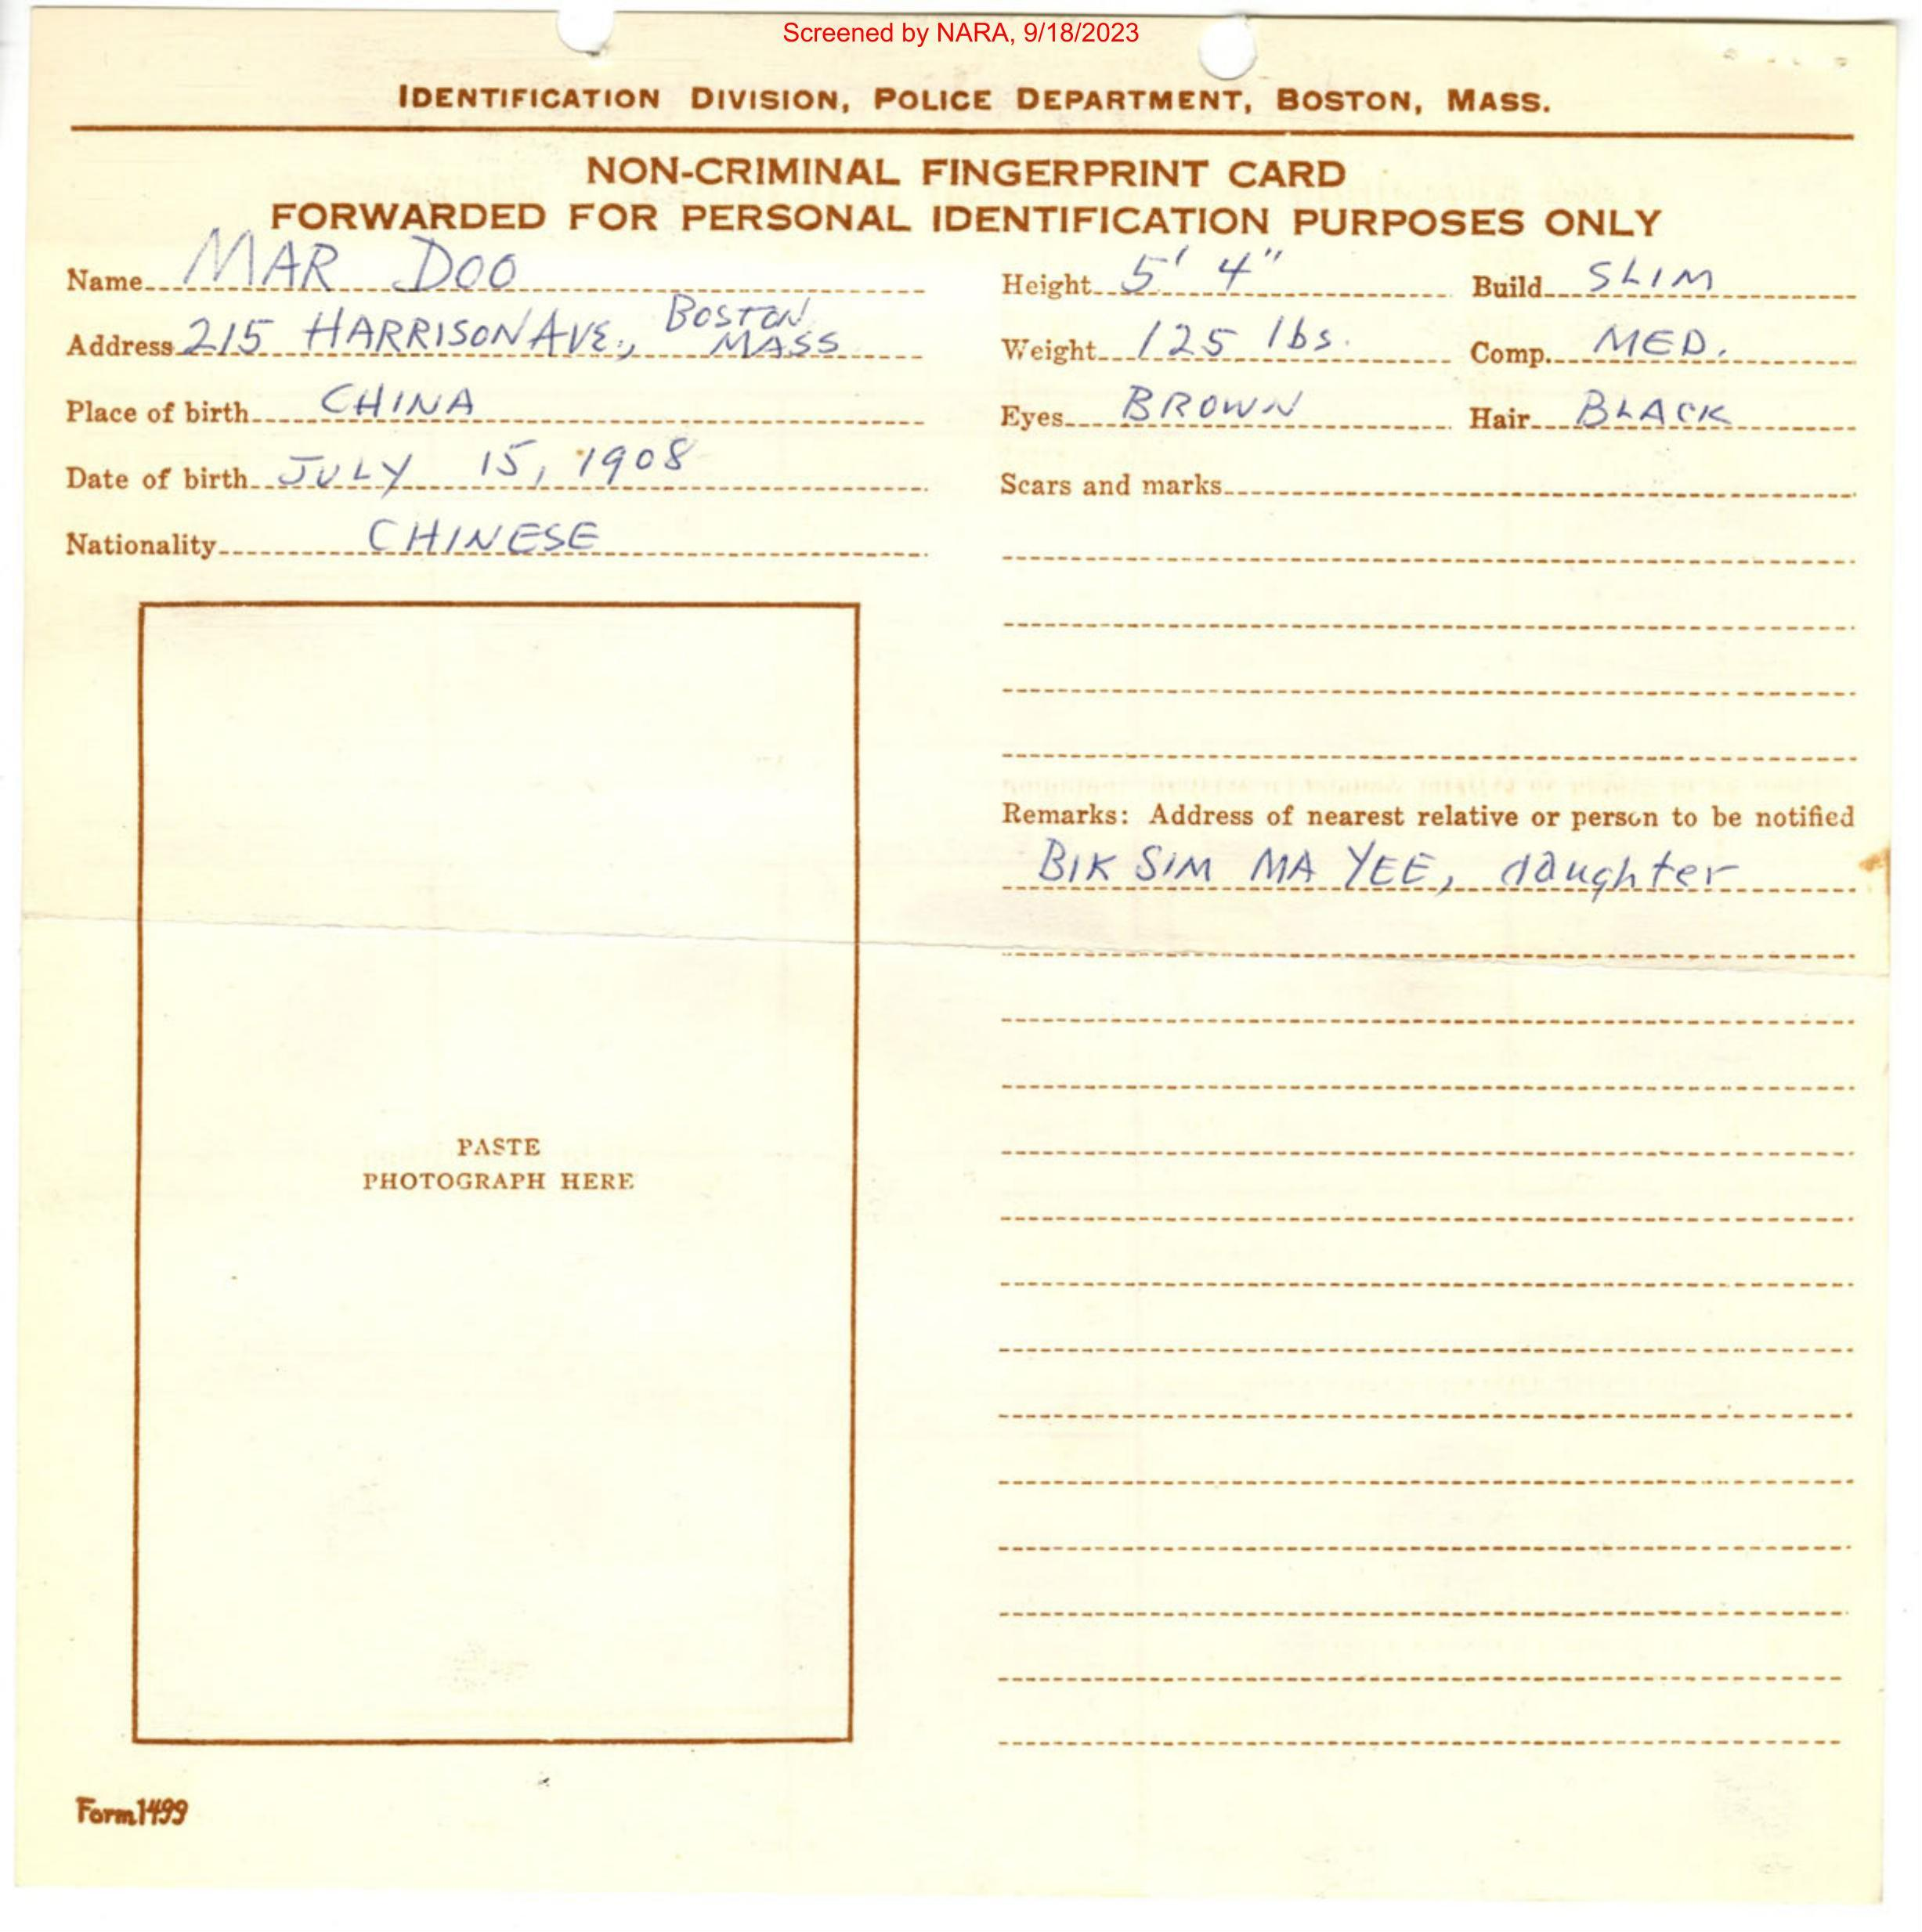 Screened by NARA, 9/18/2023
IDENTIFICATION DIVISION, POLICE DEPARTMENT, BOSTON, MASS.
NON-CRIMINAL FINGERPRINT CARD
FORWARDED FOR PERSONAL IDENTIFICATION PURPOSES ONLY
Name MAR DOO
Address 215 HARRISON AVE., BOSTON MASS
Place of birth CHINA
Date of birth JULY 15, 1908
Nationality CHINESE
Height 5' 4" Build SLIM
Weight 125 lbs. Comp. MED.
Eyes BROWN Hair BLACK
Scars and marks
Remarks: Address of nearest relative or person to be notified
BIK SIM MA YEE, daughter
PASTE
PHOTOGRAPH HERE
Form 1499